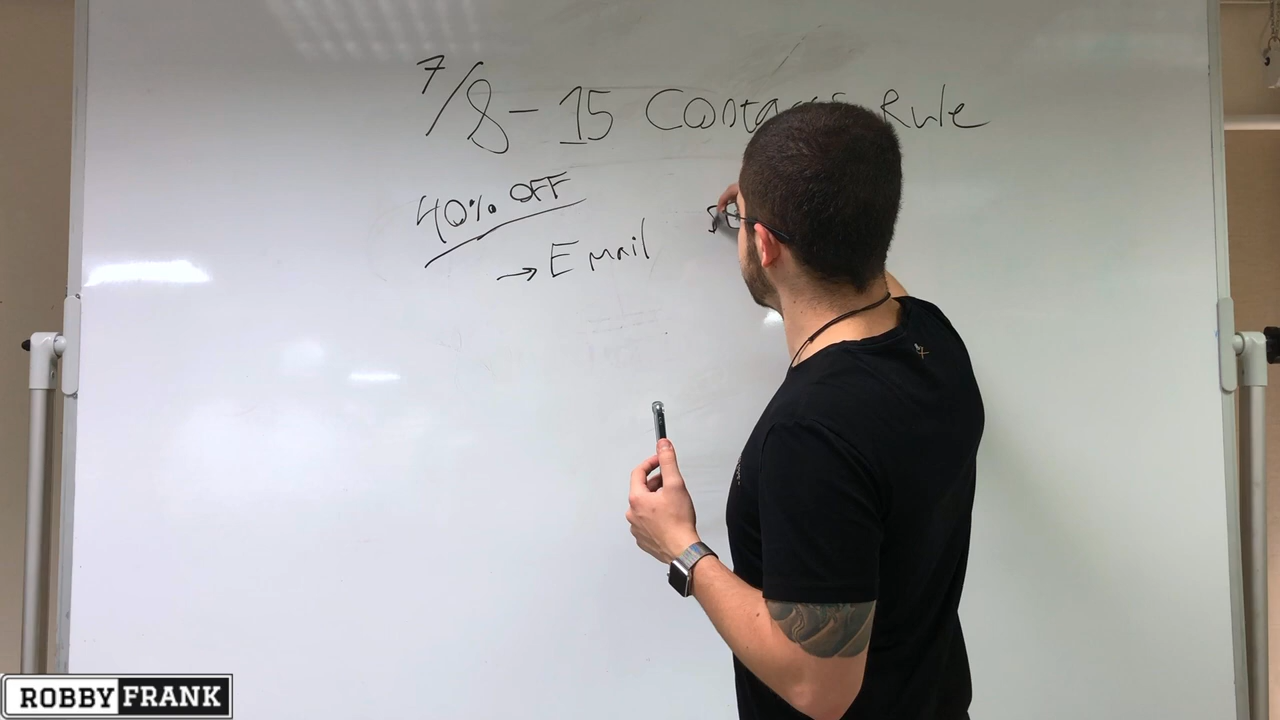 7/8 - 15 Contacts Rule
40% OFF
→ Email
ROBBY FRANK